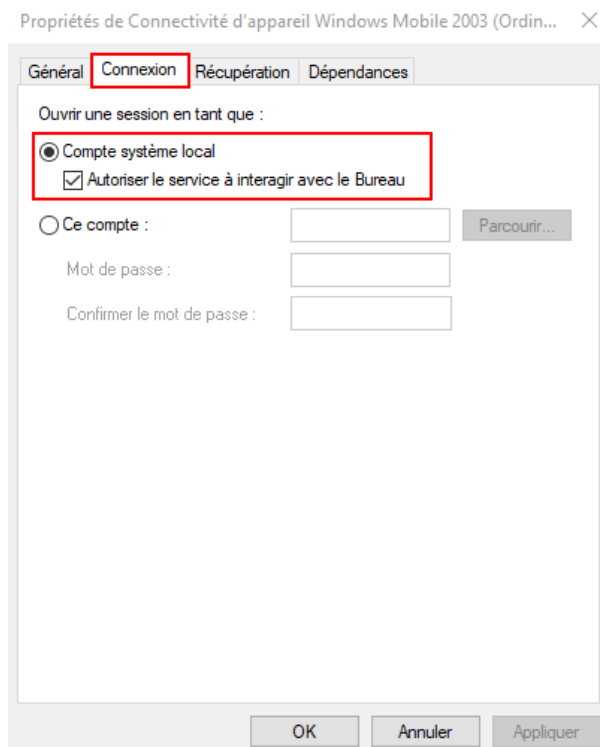 Propriétés de Connectivité d'appareil Windows Mobile 2003 (Ordin...
Général Connexion Récupération Dépendances
Ouvrir une session en tant que :
Compte système local
Autoriser le service à interagir avec le Bureau
Ce compte : Parcourir...
Mot de passe :
Confirmer le mot de passe :
OK Annuler Appliquer